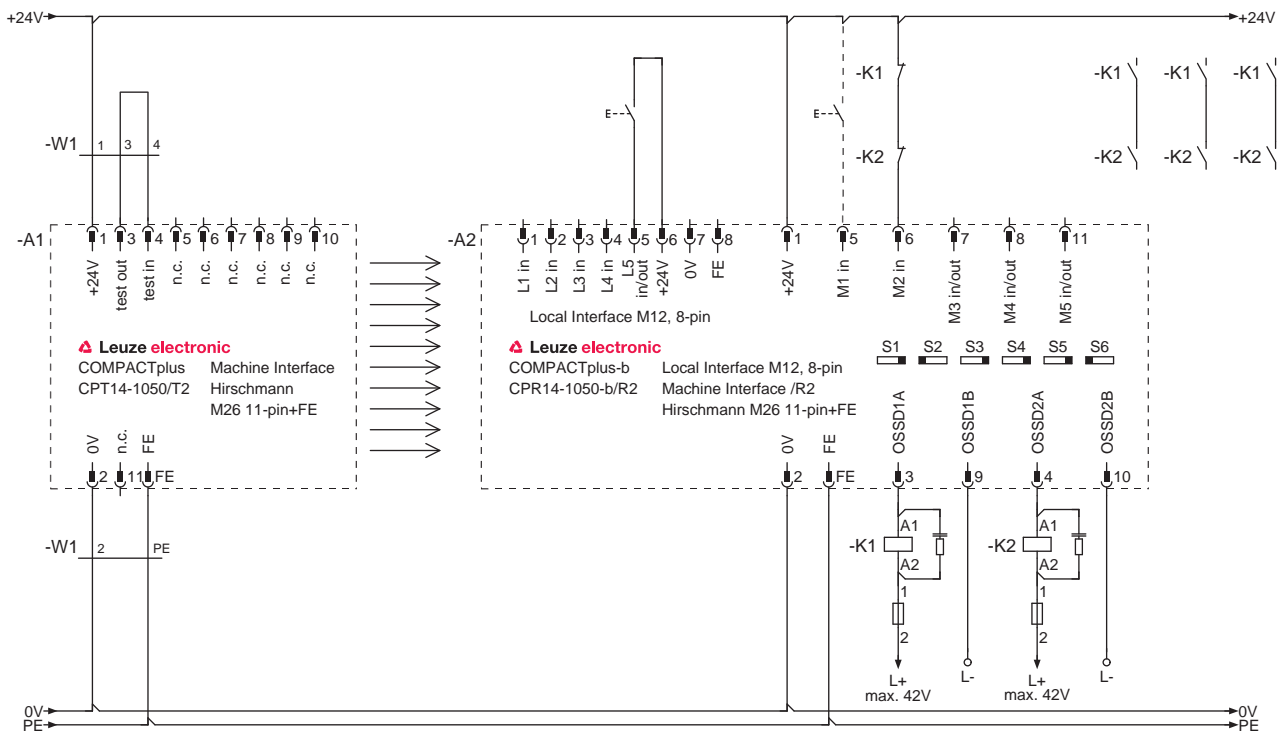 +24V
+24V
-K1
-K1
-K1
-K1
E
E
-W1
1
3
4
-K2
-K2
-K2
-K2
-A1
1
3
4
5
6
7
8
9
10
-A2
1
2
3
4
5
6
7
8
1
5
6
7
8
11
+24V
test out
test in
n.c.
n.c.
n.c.
n.c.
n.c.
n.c.
L1 in
L2 in
L3 in
L4 in
L5
in/out
+24V
0V
FE
+24V
M1 in
M2 in
M3 in/out
M4 in/out
M5 in/out
Local Interface M12, 8-pin
Leuze electronic
COMPACTplus Machine Interface
CPT14-1050/T2 Hirschmann
M26 11-pin+FE
Leuze electronic
COMPACTplus-b Local Interface M12, 8-pin
CPR14-1050-b/R2 Machine Interface /R2
Hirschmann M26 11-pin+FE
S1
S2
S3
S4
S5
S6
0V
n.c.
FE
0V
FE
OSSD1A
OSSD1B
OSSD2A
OSSD2B
2
11
FE
2
FE
3
9
4
10
-W1
2
PE
-K1
A1
A2
1
2
-K2
A1
A2
1
2
L+
max. 42V
L-
L+
max. 42V
L-
0V
PE
0V
PE